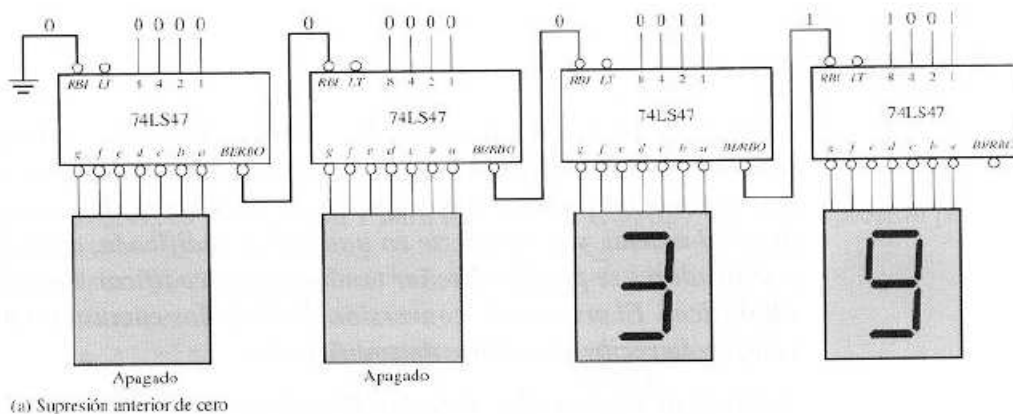 0 0 0 0 0 0 0 0 0 0 0 0 0 1 1 1 1 0 0 1
RBI LT 8 4 2 1 RBI LT 8 4 2 1 RBI LT 8 4 2 1 RBI LT 8 4 2 1
74LS47 74LS47 74LS47 74LS47
g f e d c b a BI/RBO g f e d c b a BI/RBO g f e d c b a BI/RBO g f e d c b a BI/RBO
3 9
Apagado Apagado
(a) Supresión anterior de cero